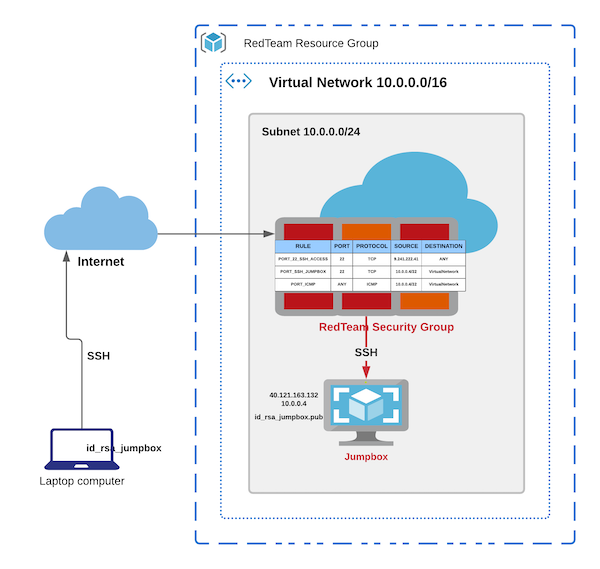 RedTeam Resource Group
Virtual Network 10.0.0.0/16
Subnet 10.0.0.0/24
RULE PORT PROTOCOL SOURCE DESTINATION
PORT_22_SSH_ACCESS 22 TCP 9.241.222.41 ANY
PORT_SSH_JUMPBOX 22 TCP 10.0.0.4/32 VirtualNetwork
PORT_ICMP ANY ICMP 10.0.0.4/32 VirtualNetwork
Internet
RedTeam Security Group
SSH
SSH
40.121.163.132
10.0.0.4
id_rsa_jumpbox.pub
Jumpbox
id_rsa_jumpbox
Laptop computer